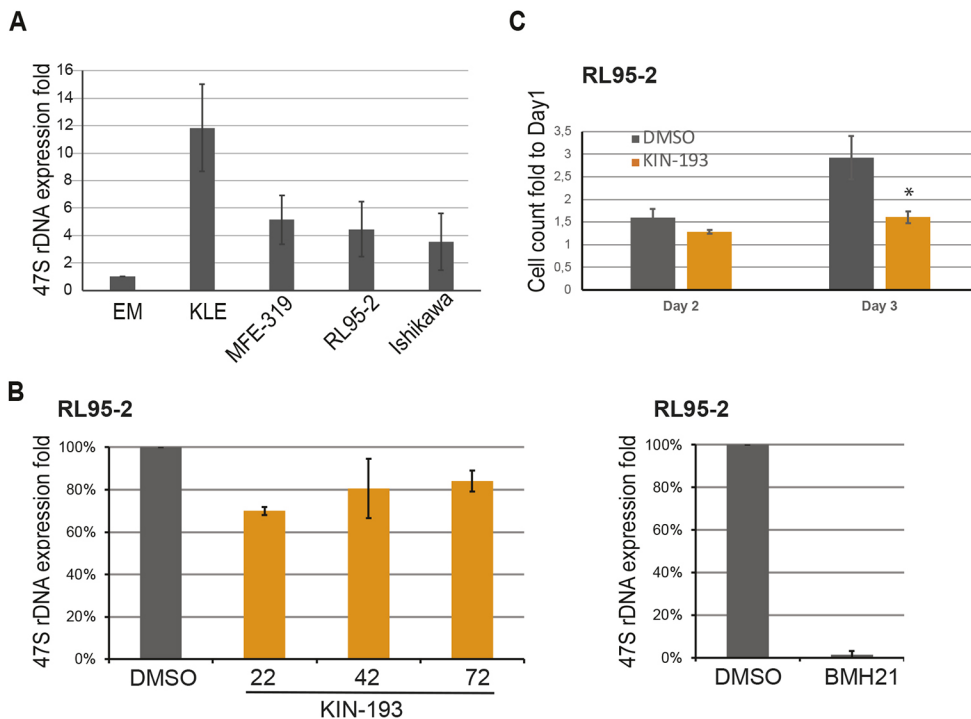 A
47S rDNA expression fold
16
14
12
10
8
6
4
2
0
EM
KLE
MFE-319
RL95-2
Ishikawa
C
RL95-2
Cell count fold to Day1
3,5
3
2,5
2
1,5
1
0,5
0
DMSO
KIN-193
*
Day 2
Day 3
B
RL95-2
47S rDNA expression fold
100%
80%
60%
40%
20%
0%
DMSO
22
42
72
KIN-193
RL95-2
47S rDNA expression fold
100%
80%
60%
40%
20%
0%
DMSO
BMH21